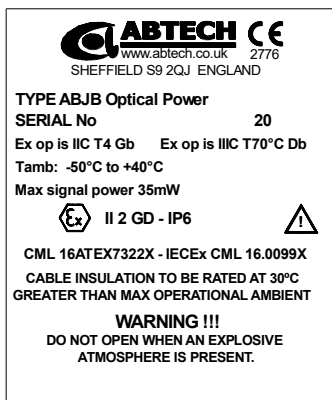 ABTECH CE
www.abtech.co.uk 2776
SHEFFIELD S9 2QJ ENGLAND
TYPE ABJB Optical Power
SERIAL No 20
Ex op is IIC T4 Gb Ex op is IIIC T70°C Db
Tamb: -50°C to +40°C
Max signal power 35mW
Ex II 2 GD - IP6
CML 16ATEX7322X - IECEx CML 16.0099X
CABLE INSULATION TO BE RATED AT 30ºC
GREATER THAN MAX OPERATIONAL AMBIENT
WARNING !!!
DO NOT OPEN WHEN AN EXPLOSIVE
ATMOSPHERE IS PRESENT.